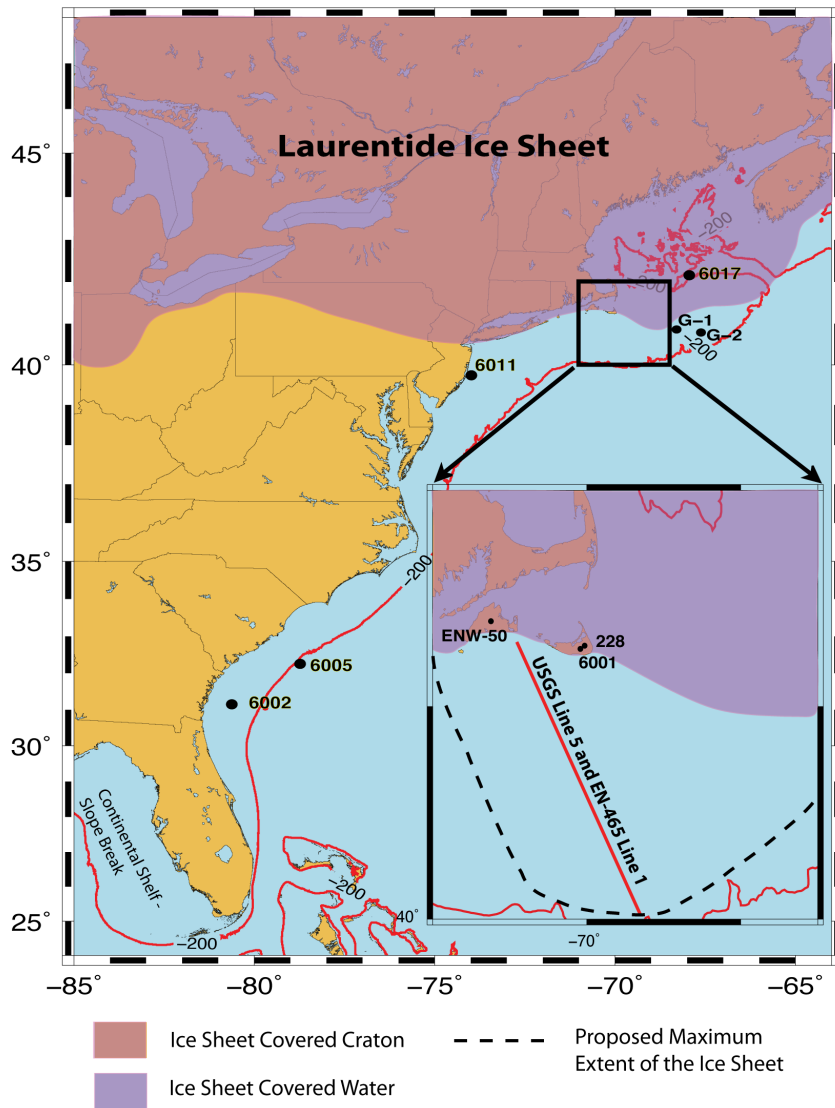 Laurentide Ice Sheet
45°
−200
−200
6017
G−1
G−2
−200
40°
6011
35°
−200
ENW-50
228
6001
6005
6002
USGS Line 5 and EN-465 Line 1
30°
Continental Shelf -
Slope Break
−200
40°
25°
−200
−70°
−85
−80
−75
−70
−65
Ice Sheet Covered Craton
Proposed Maximum
Extent of the Ice Sheet
Ice Sheet Covered Water